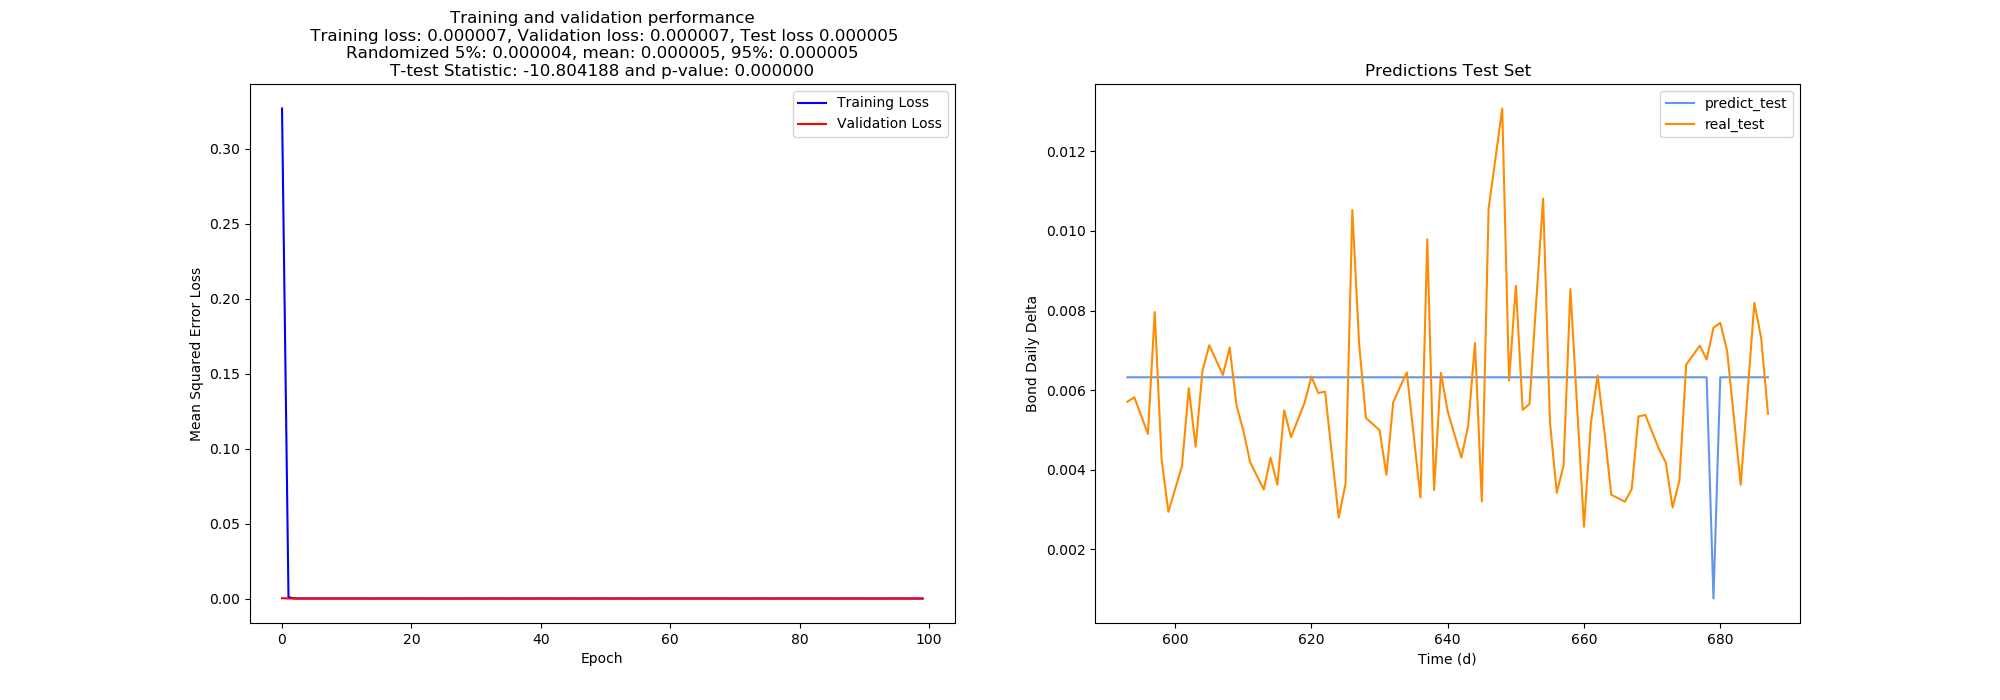 Training and validation performance
Training loss: 0.000007, Validation loss: 0.000007, Test loss 0.000005
Randomized 5%: 0.000004, mean: 0.000005, 95%: 0.000005
T-test Statistic: -10.804188 and p-value: 0.000000
Training Loss
Validation Loss
0.30
0.25
0.20
0.15
0.10
0.05
0.00
Mean Squared Error Loss
0
20
40
60
80
100
Epoch
Predictions Test Set
predict_test
real_test
0.012
0.010
0.008
0.006
0.004
0.002
Bond Daily Delta
600
620
640
660
680
Time (d)